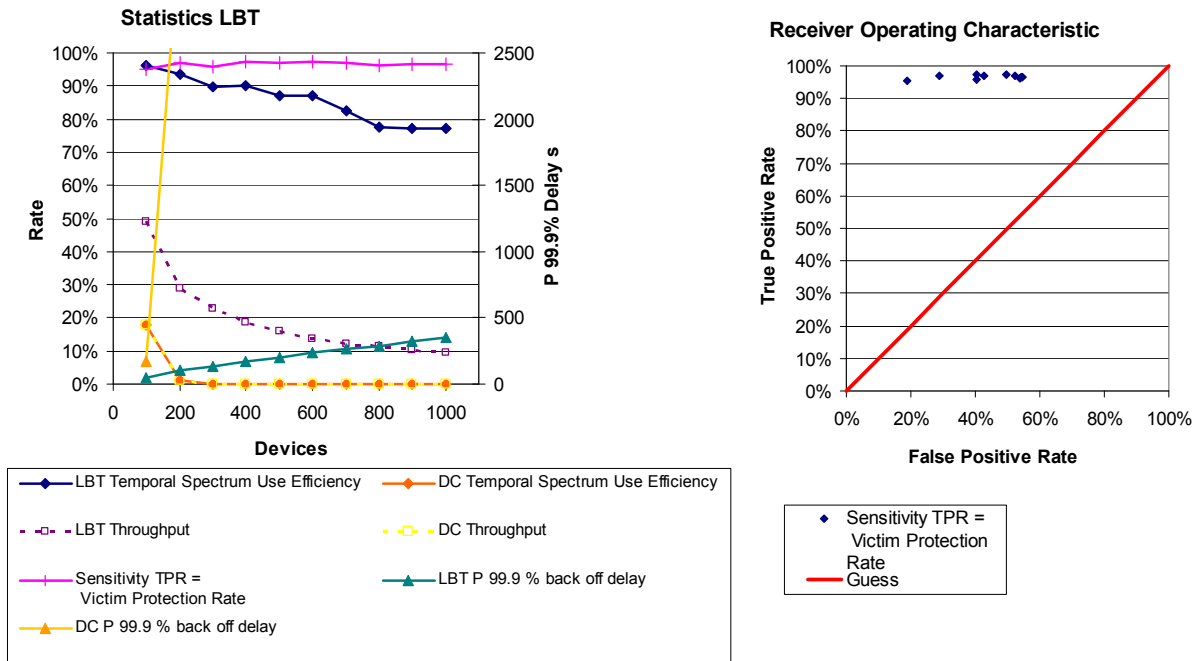 Statistics LBT
100%
90%
80%
70%
60%
50%
40%
30%
20%
10%
0%
Rate
2500
2000
1500
1000
500
0
P 99.9% Delay s
0
200
400
600
800
1000
Devices
LBT Temporal Spectrum Use Efficiency
DC Temporal Spectrum Use Efficiency
LBT Throughput
DC Throughput
Sensitivity TPR =
Victim Protection Rate
LBT P 99.9 % back off delay
DC P 99.9 % back off delay
Receiver Operating Characteristic
100%
90%
80%
70%
60%
50%
40%
30%
20%
10%
0%
True Positive Rate
0%
20%
40%
60%
80%
100%
False Positive Rate
Sensitivity TPR =
Victim Protection
Rate
Guess